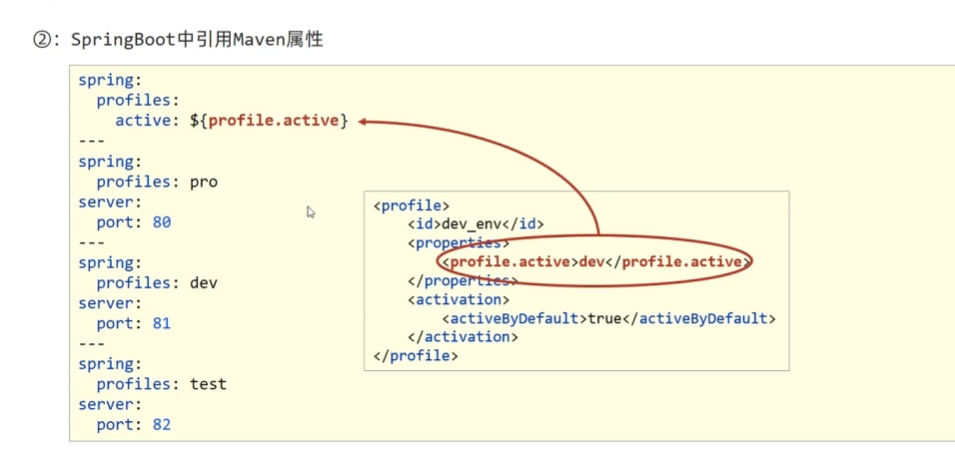 ②：SpringBoot中引用Maven属性
spring:
  profiles:
    active: ${profile.active}
---
spring:
  profiles: pro
server:
  port: 80
---
spring:
  profiles: dev
server:
  port: 81
---
spring:
  profiles: test
server:
  port: 82
<profile>
    <id>dev_env</id>
    <properties>
        <profile.active>dev</profile.active>
    </properties>
    <activation>
        <activeByDefault>true</activeByDefault>
    </activation>
</profile>